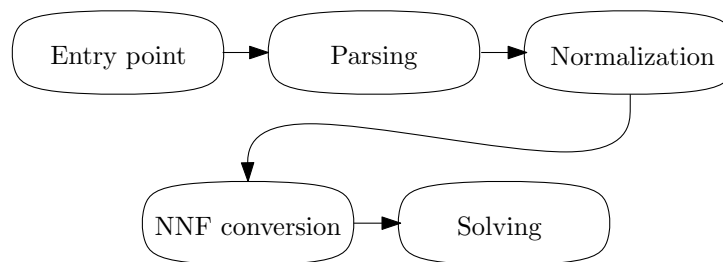 Entry point
Parsing
Normalization
NNF conversion
Solving